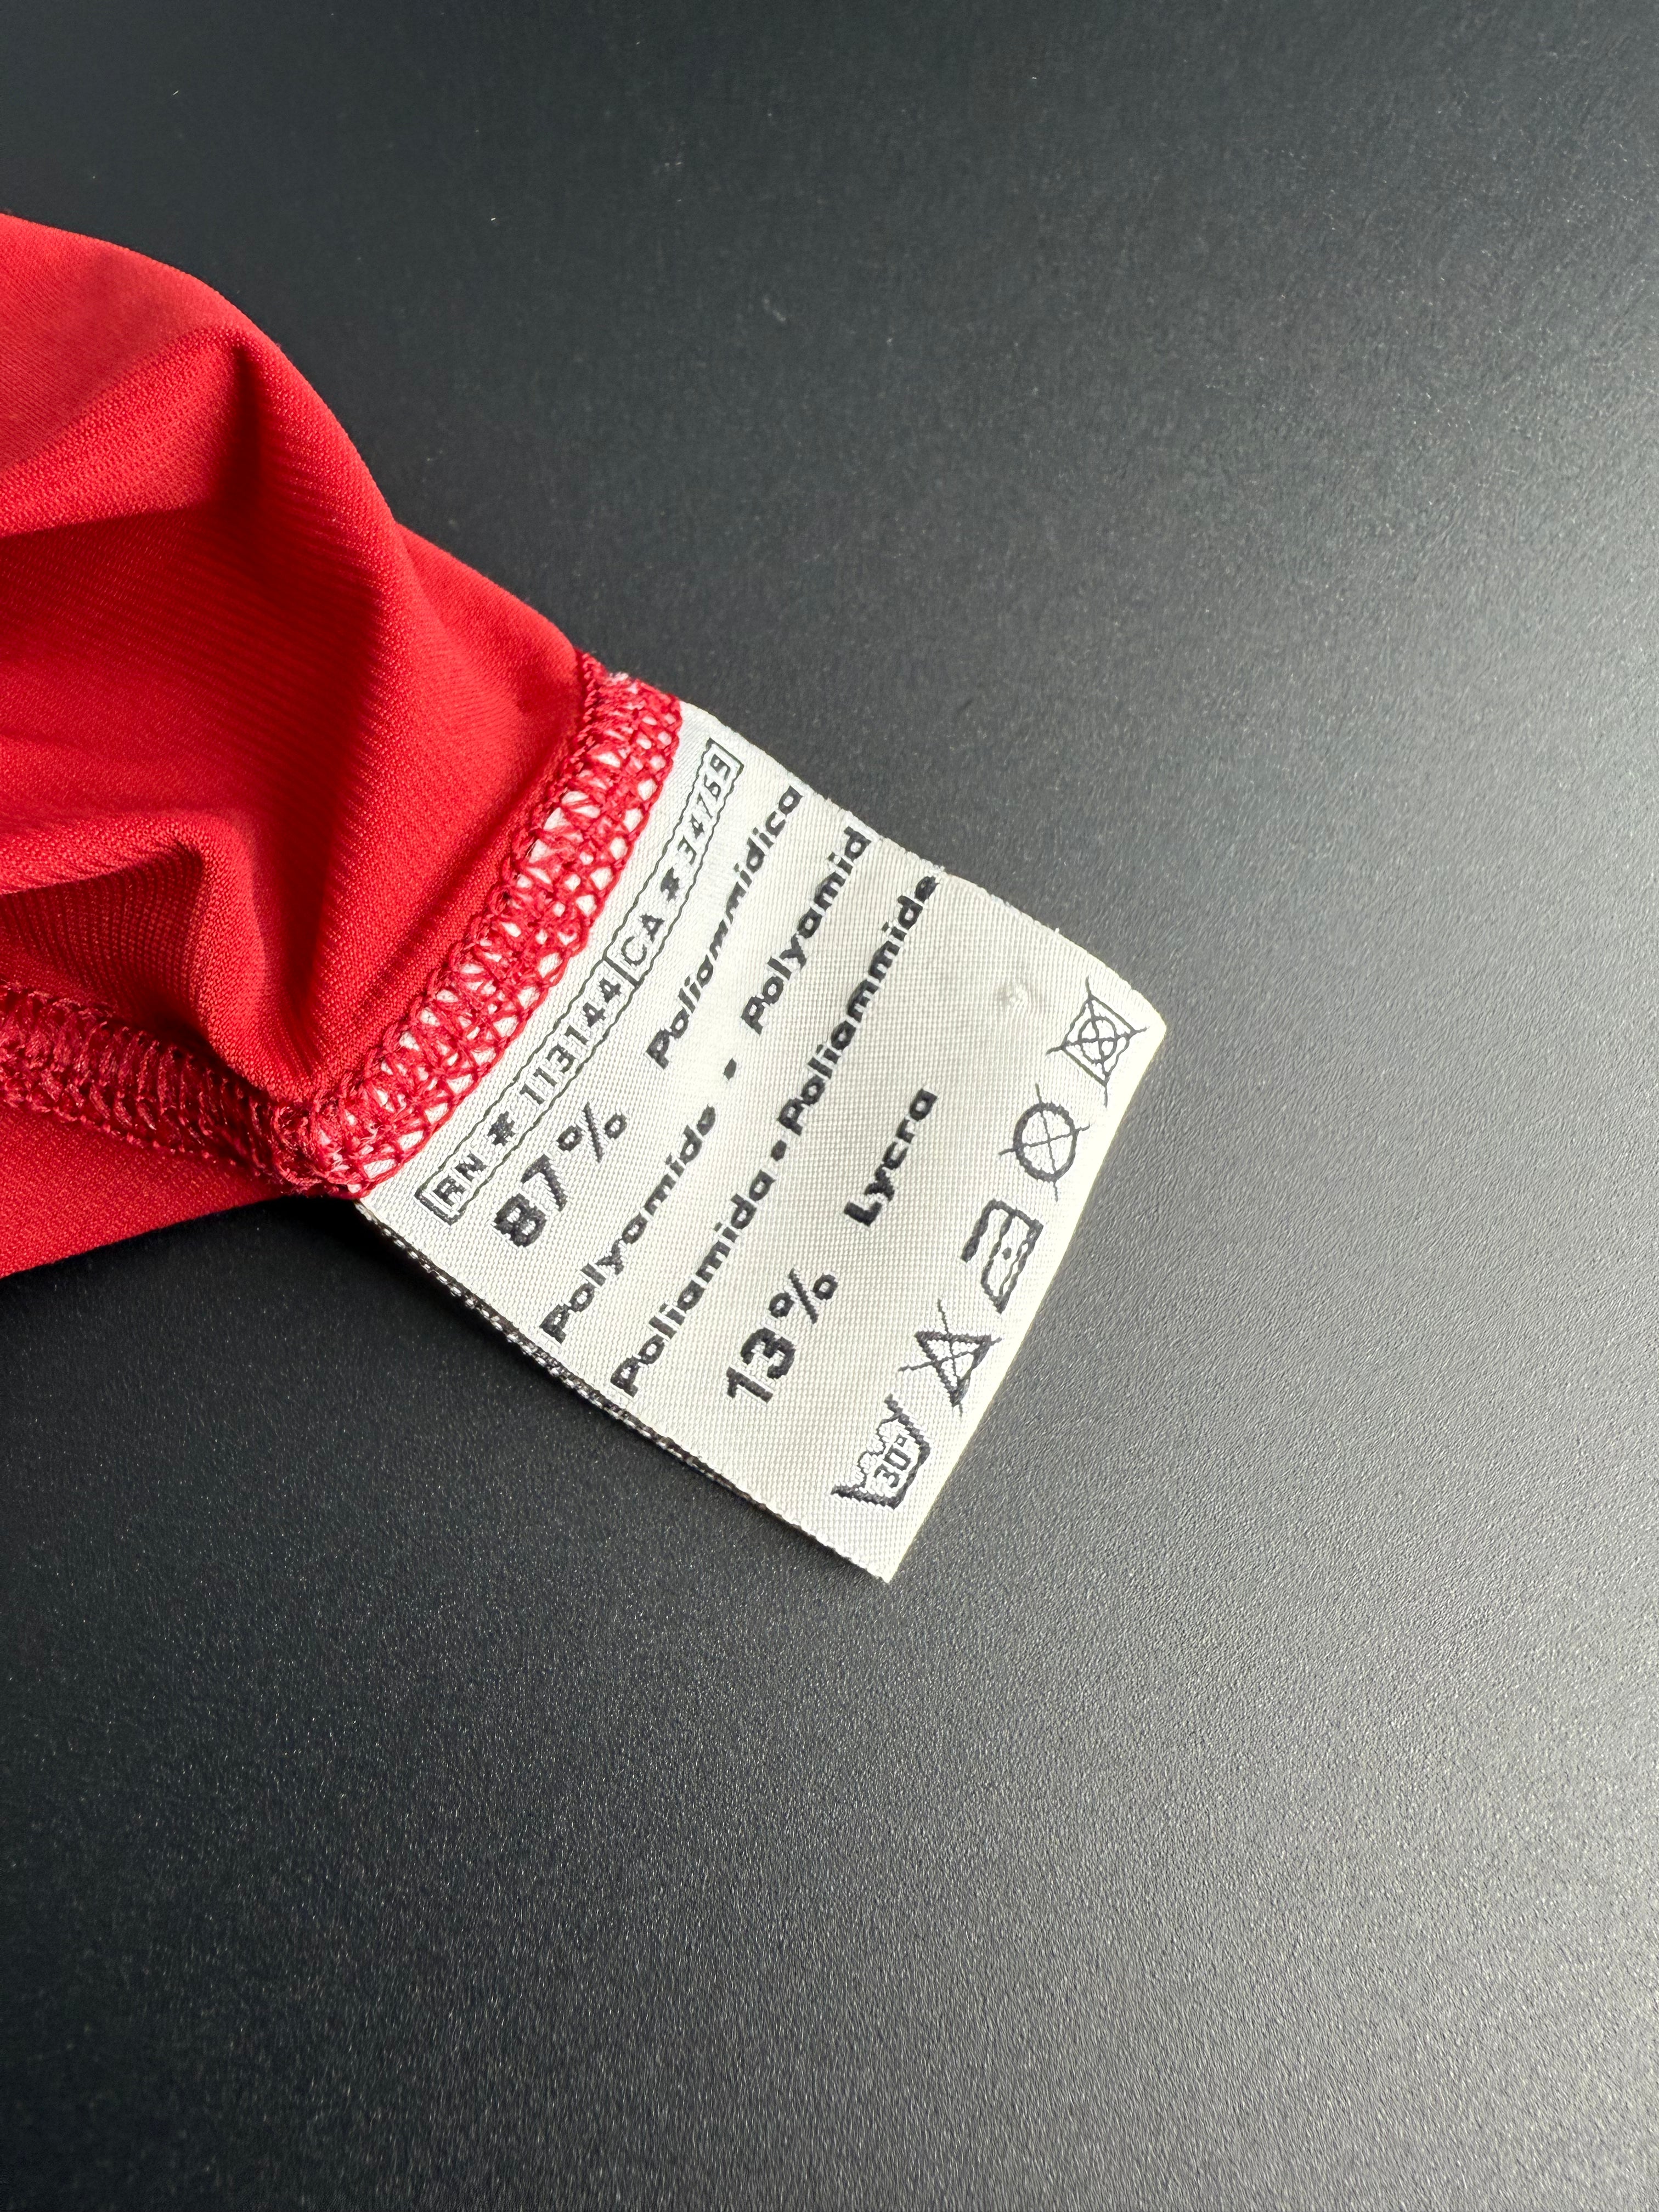 RN # 113144 CA # 34769
87% Poliammidica
Polyamide • Polyamid
Poliamida • Poliammide
13% Lycra
30°